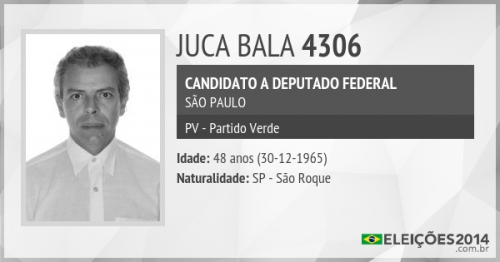 JUCA BALA 4306
CANDIDATO A DEPUTADO FEDERAL
SÃO PAULO
PV - Partido Verde
Idade: 48 anos (30-12-1965)
Naturalidade: SP - São Roque
ELEIÇÕES2014
.com.br